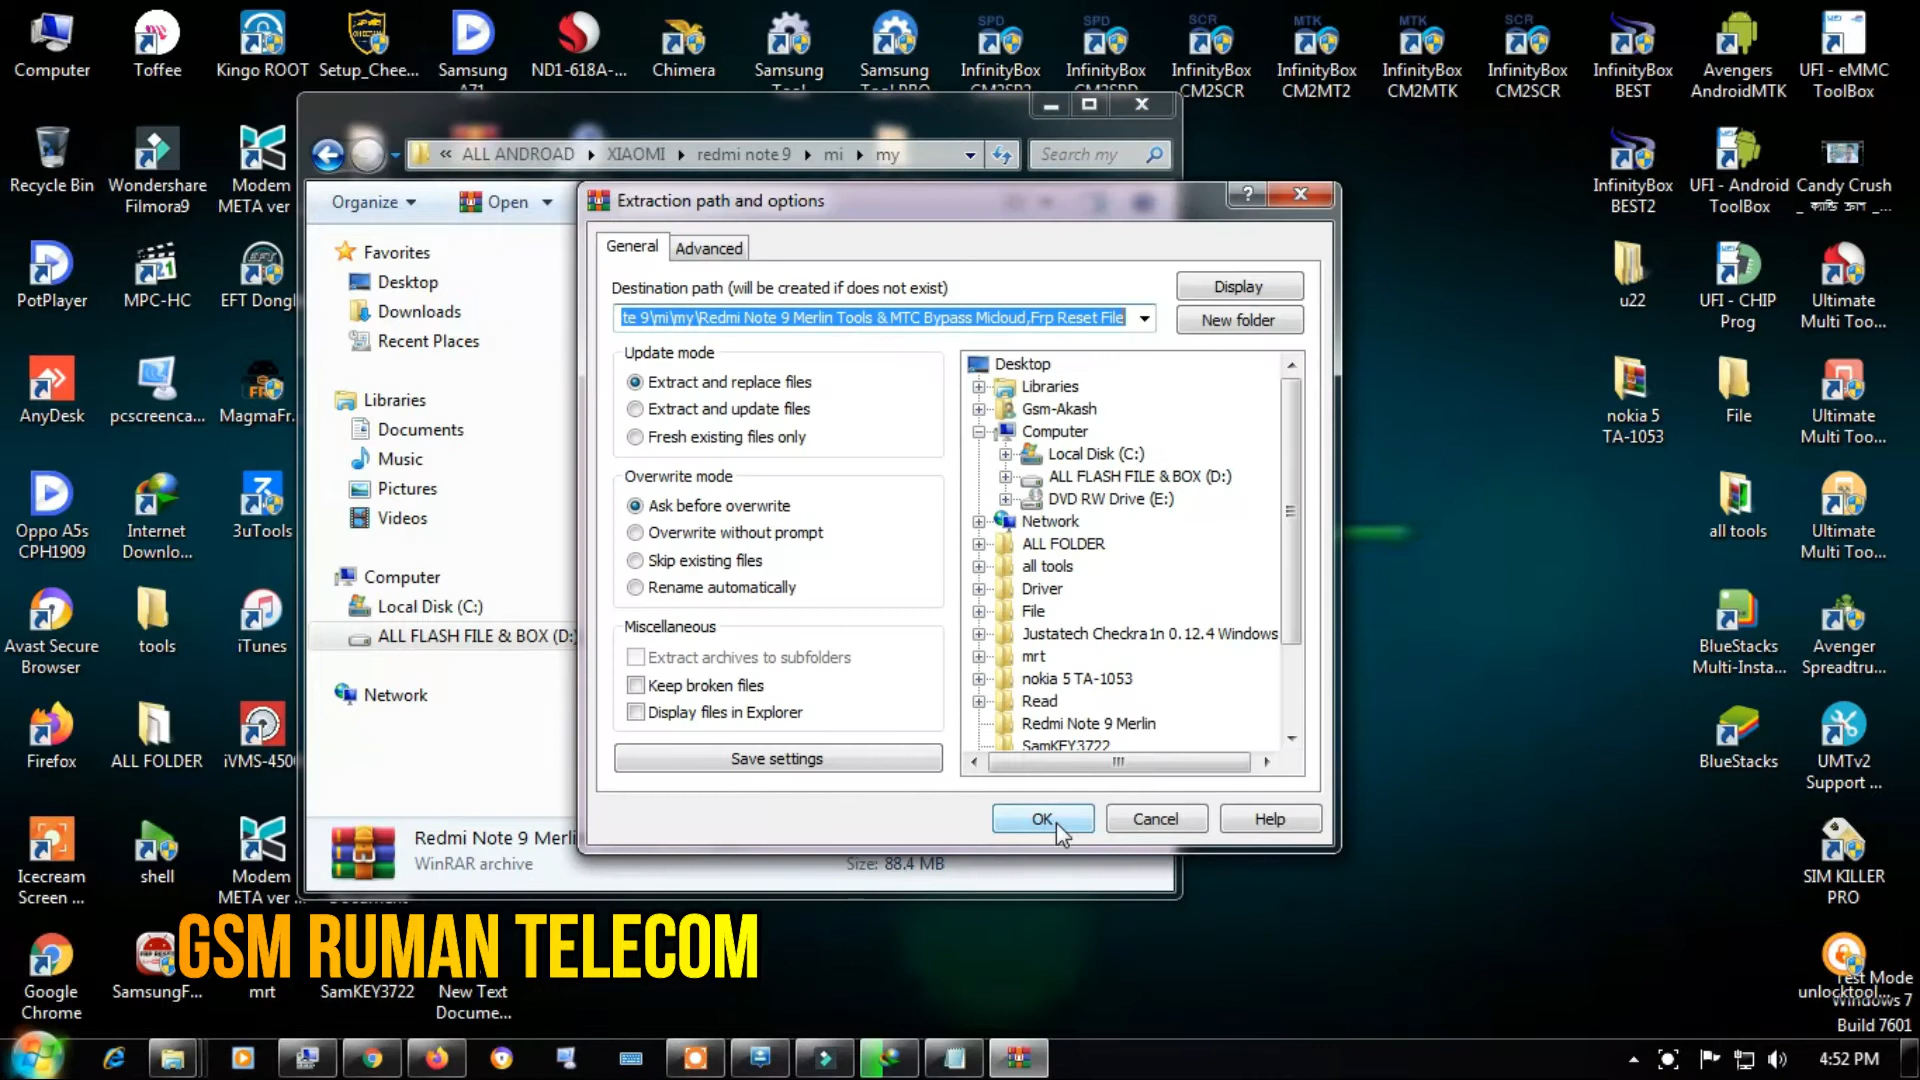 Computer
Toffee
Kingo ROOT
Setup_Chee...
Samsung
A71
ND1-618A-...
Chimera
Samsung
Samsung
Tool PRO
InfinityBox
InfinityBox
InfinityBox
CM2SCR
InfinityBox
CM2MT2
InfinityBox
CM2MTK
InfinityBox
CM2SCR
InfinityBox
BEST
Avengers
AndroidMTK
UFI - eMMC
ToolBox
SPD
SPD
SCR
MTK
MTK
SCR
Recycle Bin
Wondershare
Filmora9
Modem
META ver
InfinityBox
BEST2
UFI - Android
ToolBox
Candy Crush
PotPlayer
MPC-HC
EFT Dongl
u22
UFI - CHIP
Prog
Ultimate
Multi Too...
AnyDesk
pcscreenca...
MagmaFr.
nokia 5
TA-1053
File
Ultimate
Multi Too...
Oppo A5s
CPH1909
Internet
Downlo...
3uTools
all tools
Ultimate
Multi Too...
Avast Secure
Browser
tools
iTunes
BlueStacks
Multi-Insta...
Avenger
Spreadtru...
Firefox
ALL FOLDER
iVMS-450
BlueStacks
UMTv2
Support ...
Icecream
Screen ...
shell
Modem
META ver ...
SIM KILLER
PRO
Google
Chrome
SamsungF...
mrt
SamKEY3722
New Text
Docume...
unlocktool...
« ALL ANDROAD ▸ XIAOMI ▸ redmi note 9 ▸ mi ▸ my
Search my
Organize
Open
Favorites
Desktop
Downloads
Recent Places
Libraries
Documents
Music
Pictures
Videos
Computer
Local Disk (C:)
ALL FLASH FILE & BOX (D:)
Network
Redmi Note 9 Merli
WinRAR archive
Size: 88.4 MB
Extraction path and options
General
Advanced
Destination path (will be created if does not exist)
te 9\mi\my\Redmi Note 9 Merlin Tools & MTC Bypass Micloud,Frp Reset File
Display
New folder
Update mode
Extract and replace files
Extract and update files
Fresh existing files only
Overwrite mode
Ask before overwrite
Overwrite without prompt
Skip existing files
Rename automatically
Miscellaneous
Extract archives to subfolders
Keep broken files
Display files in Explorer
Save settings
Desktop
Libraries
Gsm-Akash
Computer
Local Disk (C:)
ALL FLASH FILE & BOX (D:)
DVD RW Drive (E:)
Network
ALL FOLDER
all tools
Driver
File
Justatech Checkra1n 0.12.4 Windows
mrt
nokia 5 TA-1053
Read
Redmi Note 9 Merlin
SamKEY3722
OK
Cancel
Help
GSM RUMAN TELECOM
Test Mode
Windows 7
Build 7601
4:52 PM